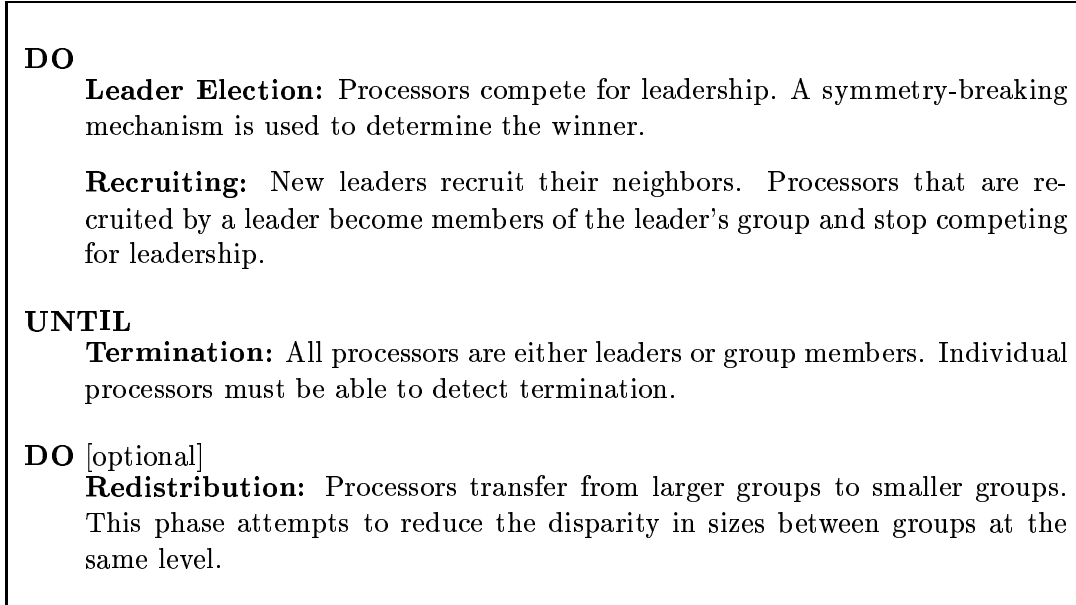 DO
Leader Election: Processors compete for leadership. A symmetry-breaking
mechanism is used to determine the winner.
Recruiting: New leaders recruit their neighbors. Processors that are re-
cruited by a leader become members of the leader's group and stop competing
for leadership.
UNTIL
Termination: All processors are either leaders or group members. Individual
processors must be able to detect termination.
DO [optional]
Redistribution: Processors transfer from larger groups to smaller groups.
This phase attempts to reduce the disparity in sizes between groups at the
same level.